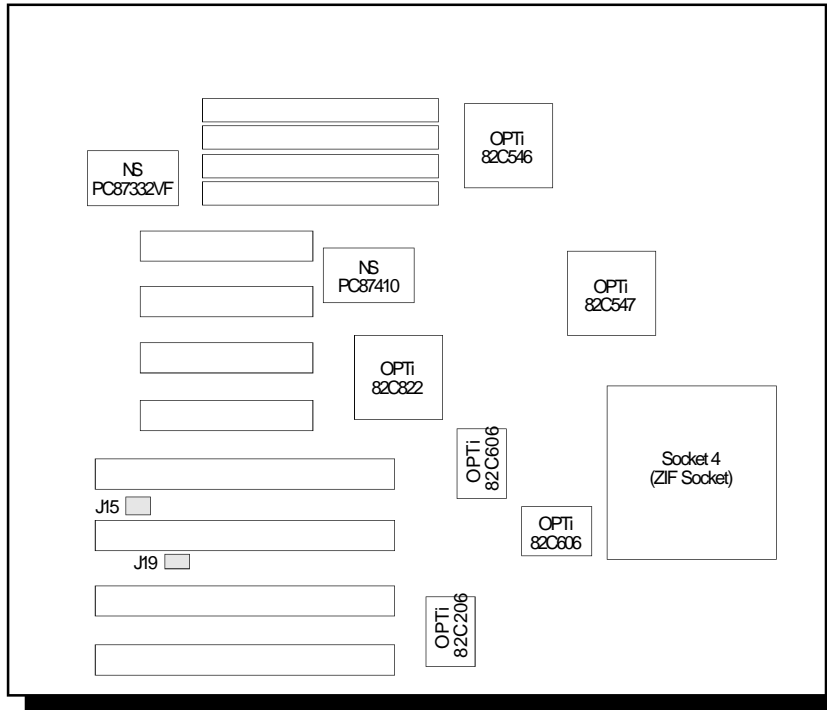 OPTi
82C546
NS
PC87332VF
NS
PC87410
OPTi
82C547
OPTi
82C822
OPTi
82C606
Socket 4
(ZIF Socket)
J15
OPTi
82C606
J19
OPTi
82C206